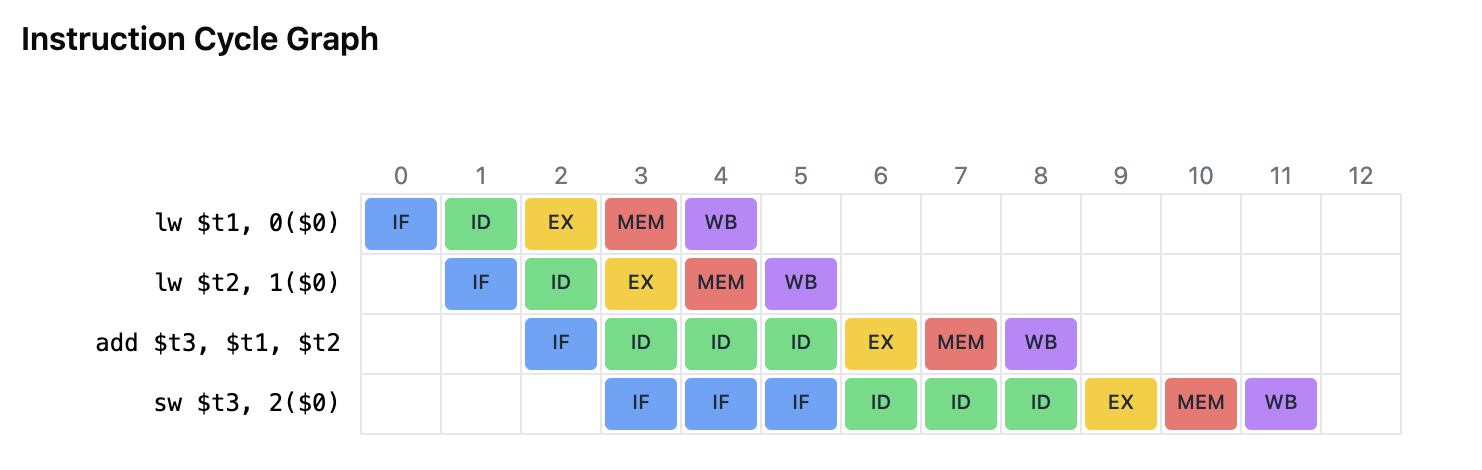 Instruction Cycle Graph
0 1 2 3 4 5 6 7 8 9 10 11 12
lw $t1, 0($0) IF ID EX MEM WB
lw $t2, 1($0) IF ID EX MEM WB
add $t3, $t1, $t2 IF ID ID ID EX MEM WB
sw $t3, 2($0) IF IF IF ID ID ID EX MEM WB